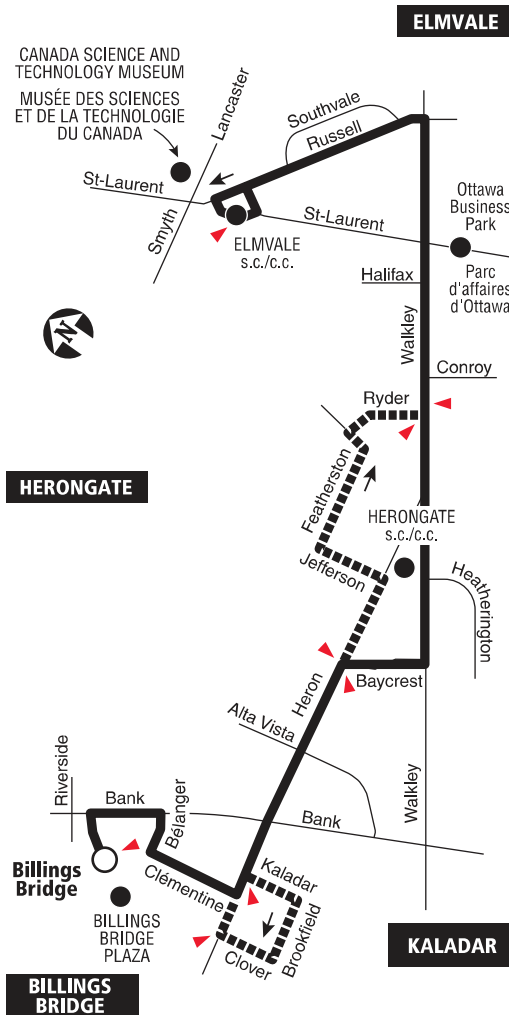 ELMVALE
CANADA SCIENCE AND
TECHNOLOGY MUSEUM
MUSÉE DES SCIENCES
ET DE LA TECHNOLOGIE
DU CANADA
Lancaster
Southvale
Russell
St-Laurent
Smyth
ELMVALE
s.c./c.c.
St-Laurent
Ottawa
Business
Park
Parc
d'affaires
d'Ottawa
Halifax
Walkley
N
Conroy
Ryder
Featherston
HERONGATE
HERONGATE
s.c./c.c.
Jefferson
Heatherington
Baycrest
Heron
Alta Vista
Walkley
Riverside
Bank
Bélanger
Bank
Billings
Bridge
Clémentine
Kaladar
BILLINGS
BRIDGE
PLAZA
Brookfield
Clover
KALADAR
BILLINGS
BRIDGE